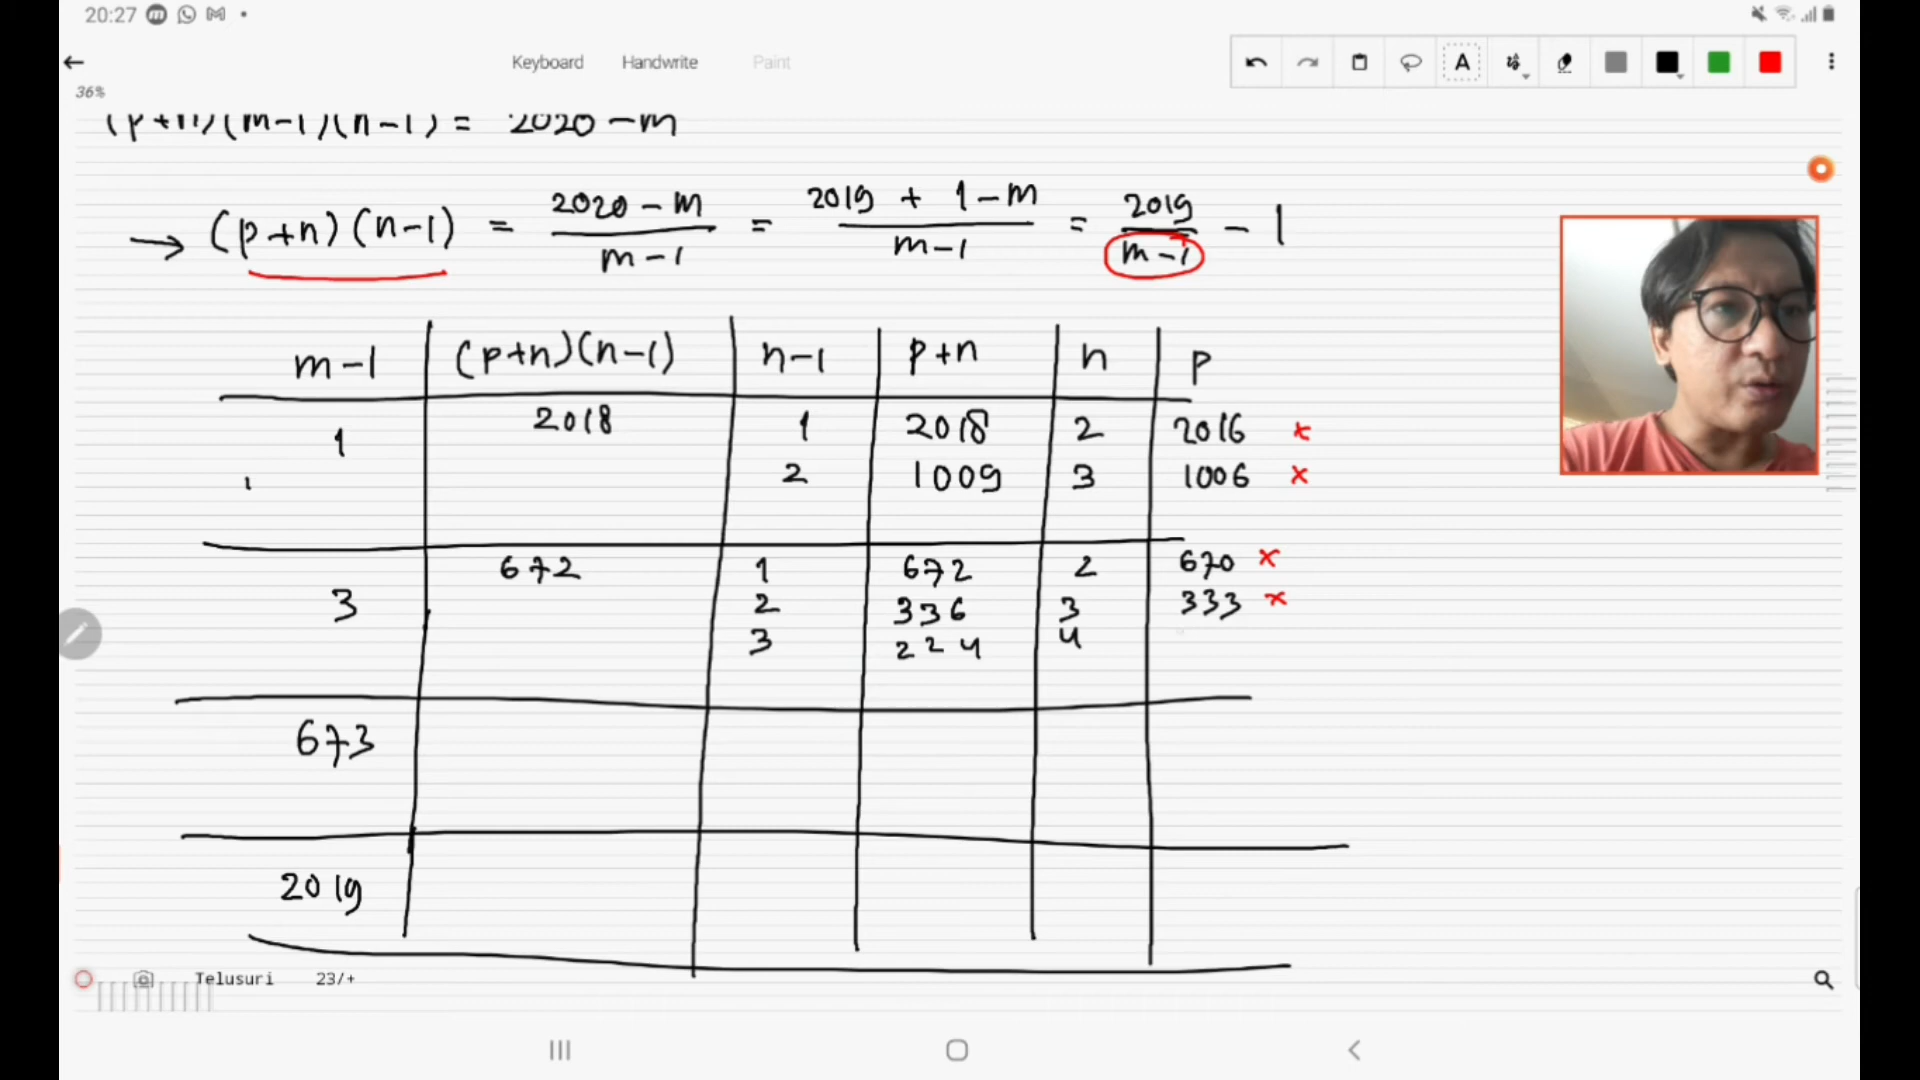 20:27
Keyboard Handwrite Paint
A
36%
(p+n)(m-1)(n-1) = 2020 - m
→ (p+n)(n-1) = 2020 - m / m - 1 = 2019 + 1 - m / m - 1 = 2019 / m - 1 - 1
m-1 (p+n)(n-1) n-1 p+n n p
1 2018 1 2018 2 2016 x
2 1009 3 1006 x
3 672 1 672 2 670 x
2 336 3 333 x
3 224 4
673
2019
Telusuri 23/+